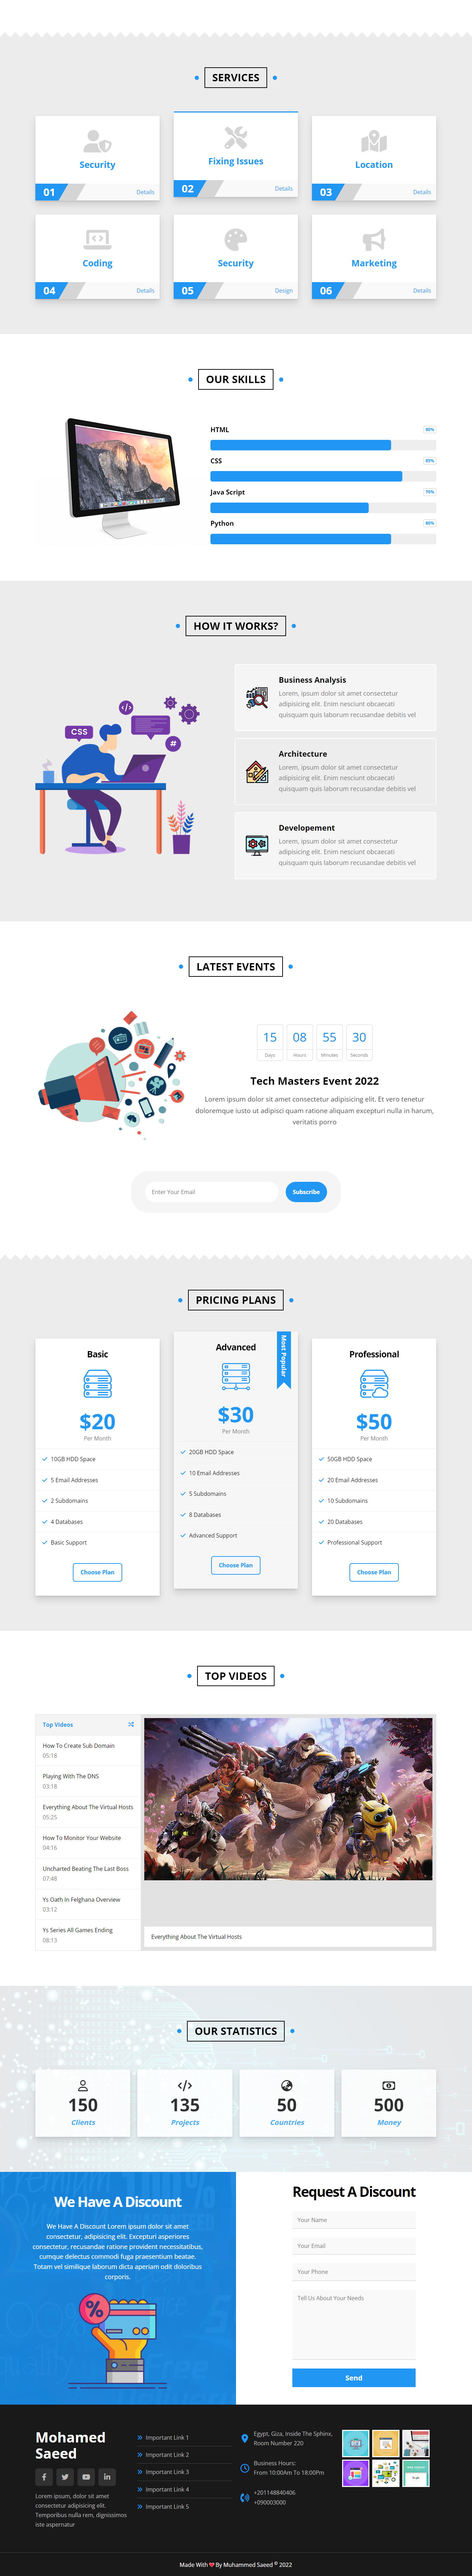 SERVICES
Security
01
Details
Fixing Issues
02
Details
Location
03
Details
Coding
04
Details
Security
05
Design
Marketing
06
Details
OUR SKILLS
HTML
80%
CSS
85%
Java Script
70%
Python
80%
HOW IT WORKS?
CSS
</>
#
Business Analysis
Lorem, ipsum dolor sit amet consectetur
adipisicing elit. Enim nesciunt obcaecati
quisquam quis laborum recusandae debitis vel
Architecture
Lorem, ipsum dolor sit amet consectetur
adipisicing elit. Enim nesciunt obcaecati
quisquam quis laborum recusandae debitis vel
Developement
Lorem, ipsum dolor sit amet consectetur
adipisicing elit. Enim nesciunt obcaecati
quisquam quis laborum recusandae debitis vel
LATEST EVENTS
15
Days
08
Hours
55
Minutes
30
Seconds
Tech Masters Event 2022
Lorem ipsum dolor sit amet consectetur adipisicing elit. Et vero tenetur
doloremque iusto ut adipisci quam ratione aliquam excepturi nulla in harum,
veritatis porro
Enter Your Email
Subscribe
PRICING PLANS
Basic
$20
Per Month
10GB HDD Space
5 Email Addresses
2 Subdomains
4 Databases
Basic Support
Choose Plan
Most Popular
Advanced
$30
Per Month
20GB HDD Space
10 Email Addresses
5 Subdomains
8 Databases
Advanced Support
Choose Plan
Professional
$50
Per Month
50GB HDD Space
20 Email Addresses
10 Subdomains
20 Databases
Professional Support
Choose Plan
TOP VIDEOS
Top Videos
How To Create Sub Domain
05:18
Playing With The DNS
03:18
Everything About The Virtual Hosts
05:25
How To Monitor Your Website
04:16
Uncharted Beating The Last Boss
07:48
Ys Oath In Felghana Overview
03:12
Ys Series All Games Ending
08:13
Everything About The Virtual Hosts
OUR STATISTICS
150
Clients
135
Projects
50
Countries
500
Money
We Have A Discount
We Have A Discount Lorem ipsum dolor sit amet
consectetur, adipisicing elit. Excepturi asperiores
consectetur, recusandae ratione provident necessitatibus,
cumque delectus commodi fuga praesentium beatae.
Totam vel similique laborum dicta aperiam odit doloribus
corporis.
%
Request A Discount
Your Name
Your Email
Your Phone
Tell Us About Your Needs
Send
Mohamed
Saeed
Lorem ipsum, dolor sit amet
consectetur adipisicing elit.
Temporibus nulla rem, dignissimos
iste aspernatur
Important Link 1
Important Link 2
Important Link 3
Important Link 4
Important Link 5
Egypt, Giza, Inside The Sphinx,
Room Number 220
Business Hours:
From 10:00Am To 18:00Pm
+201148840406
+090003000
Made With ❤ By Muhammed Saeed © 2022